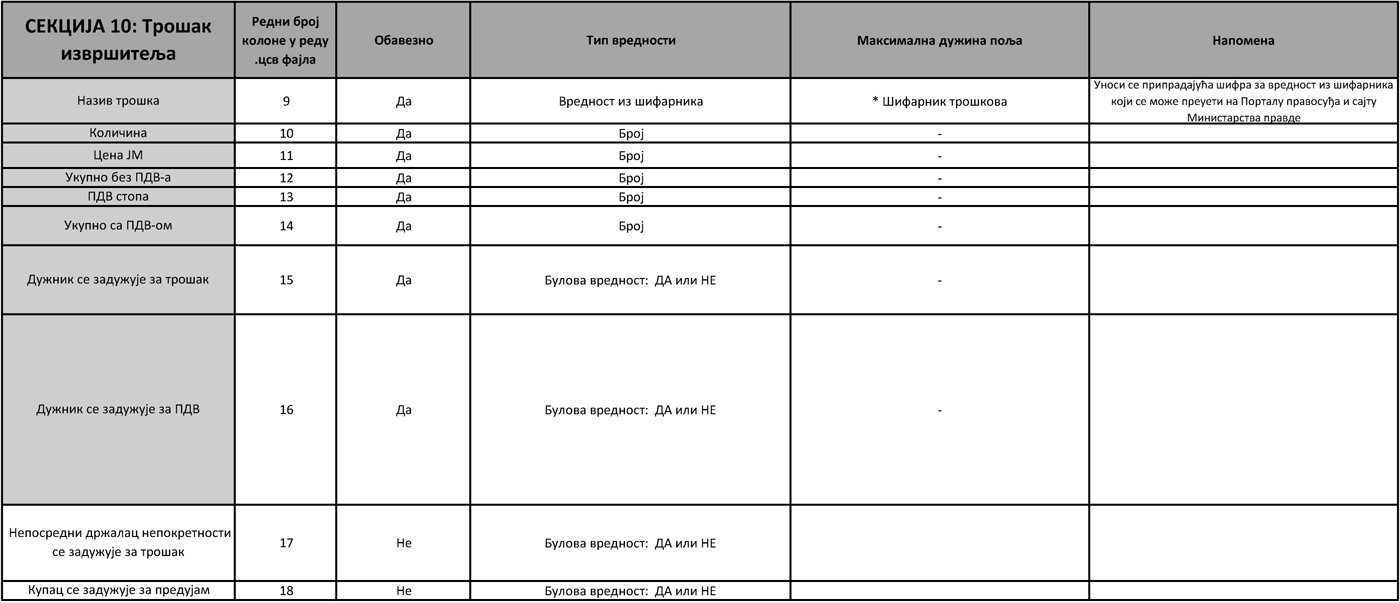 СЕКЦИЈА 10: Трошак извршитеља | Редни број колоне у реду .цсв фајла | Обавезно | Тип вредности | Максимална дужина поља | Напомена
Назив трошка | 9 | Да | Вредност из шифарника | * Шифарник трошкова | Уноси се припрадајућа шифра за вредност из шифарника који се може преуети на Порталу правосуђа и сајту Министарства правде
Количина | 10 | Да | Број | -
Цена ЈМ | 11 | Да | Број | -
Укупно без ПДВ-а | 12 | Да | Број | -
ПДВ стопа | 13 | Да | Број | -
Укупно са ПДВ-ом | 14 | Да | Број | -
Дужник се задужује за трошак | 15 | Да | Булова вредност:  ДА или НЕ | -
Дужник се задужује за ПДВ | 16 | Да | Булова вредност:  ДА или НЕ | -
Непосредни држалац непокретности се задужује за трошак | 17 | Не | Булова вредност:  ДА или НЕ
Купац се задужује за предујам | 18 | Не | Булова вредност:  ДА или НЕ